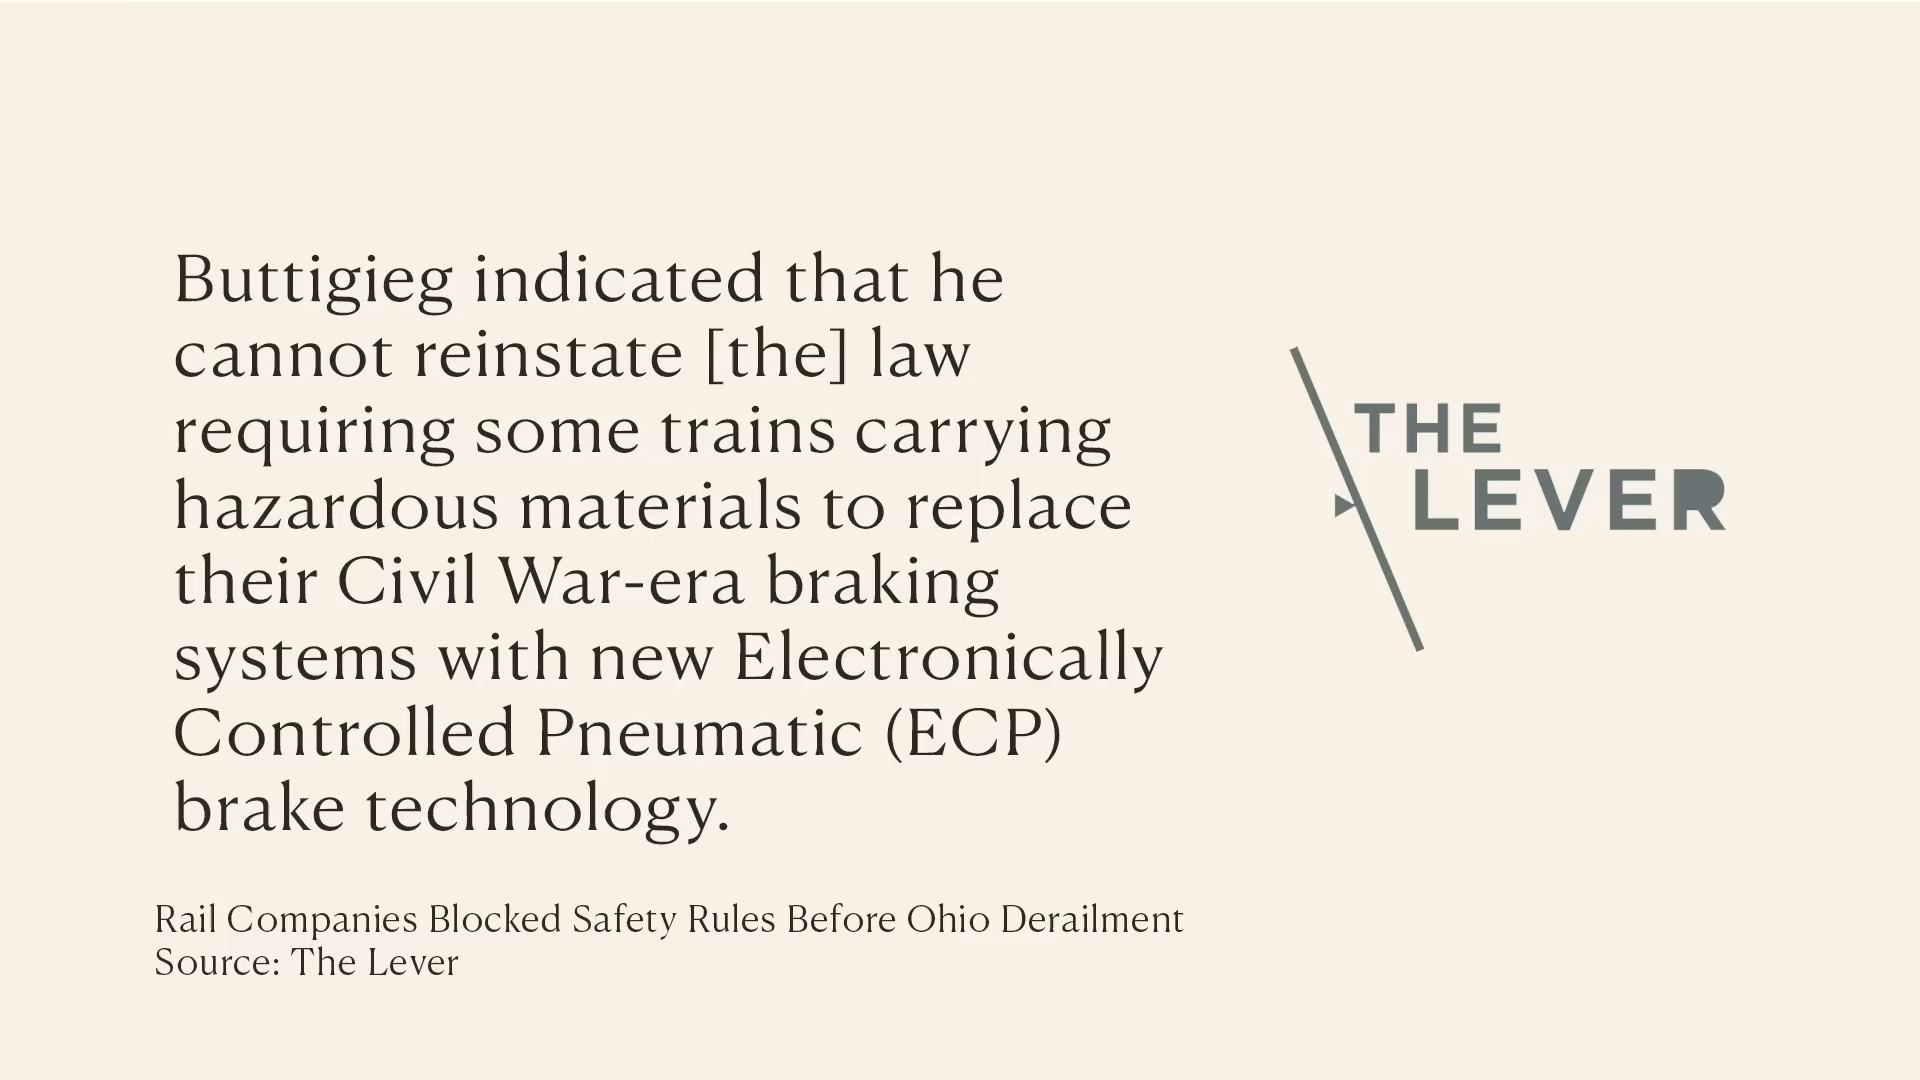 Buttigieg indicated that he
cannot reinstate [the] law
requiring some trains carrying
hazardous materials to replace
their Civil War-era braking
systems with new Electronically
Controlled Pneumatic (ECP)
brake technology.
THE
LEVER
Rail Companies Blocked Safety Rules Before Ohio Derailment
Source: The Lever